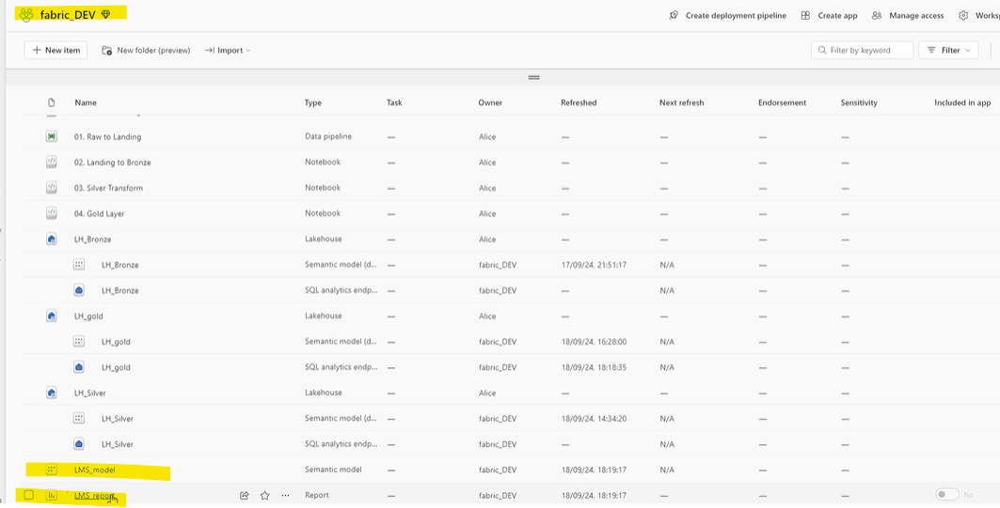 fabric_DEV
Create deployment pipeline Create app Manage access Works
New item New folder (preview) Import Filter by keyword Filter
Name Type Task Owner Refreshed Next refresh Endorsement Sensitivity Included in app
01. Raw to Landing Data pipeline — Alice — — — —
02. Landing to Bronze Notebook — Alice — — — —
03. Silver Transform Notebook — Alice — — — —
04. Gold Layer Notebook — Alice — — — —
LH_Bronze Lakehouse — Alice — — — —
LH_Bronze Semantic model (d... — fabric_DEV 17/09/24, 21:51:17 N/A — —
LH_Bronze SQL analytics endp... — fabric_DEV — N/A — —
LH_gold Lakehouse — Alice — — — —
LH_gold Semantic model (d... — fabric_DEV 18/09/24, 16:28:00 N/A — —
LH_gold SQL analytics endp... — fabric_DEV 18/09/24, 18:18:35 N/A — —
LH_Silver Lakehouse — Alice — — — —
LH_Silver Semantic model (d... — fabric_DEV 18/09/24, 14:34:20 N/A — —
LH_Silver SQL analytics endp... — fabric_DEV — N/A — —
LMS_model Semantic model — fabric_DEV 18/09/24, 18:19:17 N/A — —
LMS_report Report — fabric_DEV 18/09/24, 18:19:17 — — — No